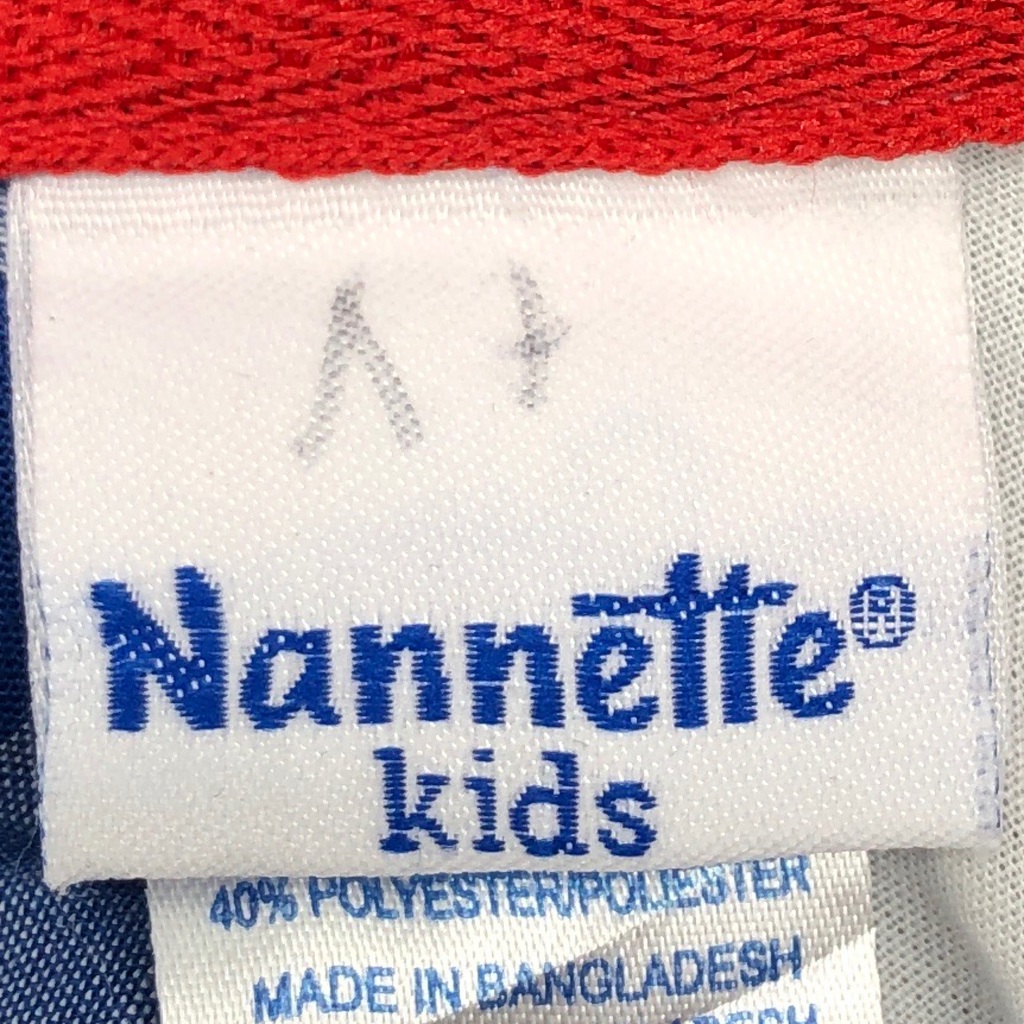 Nannette®
kids
40% POLYESTER/POLIESTER
MADE IN BANGLADESH